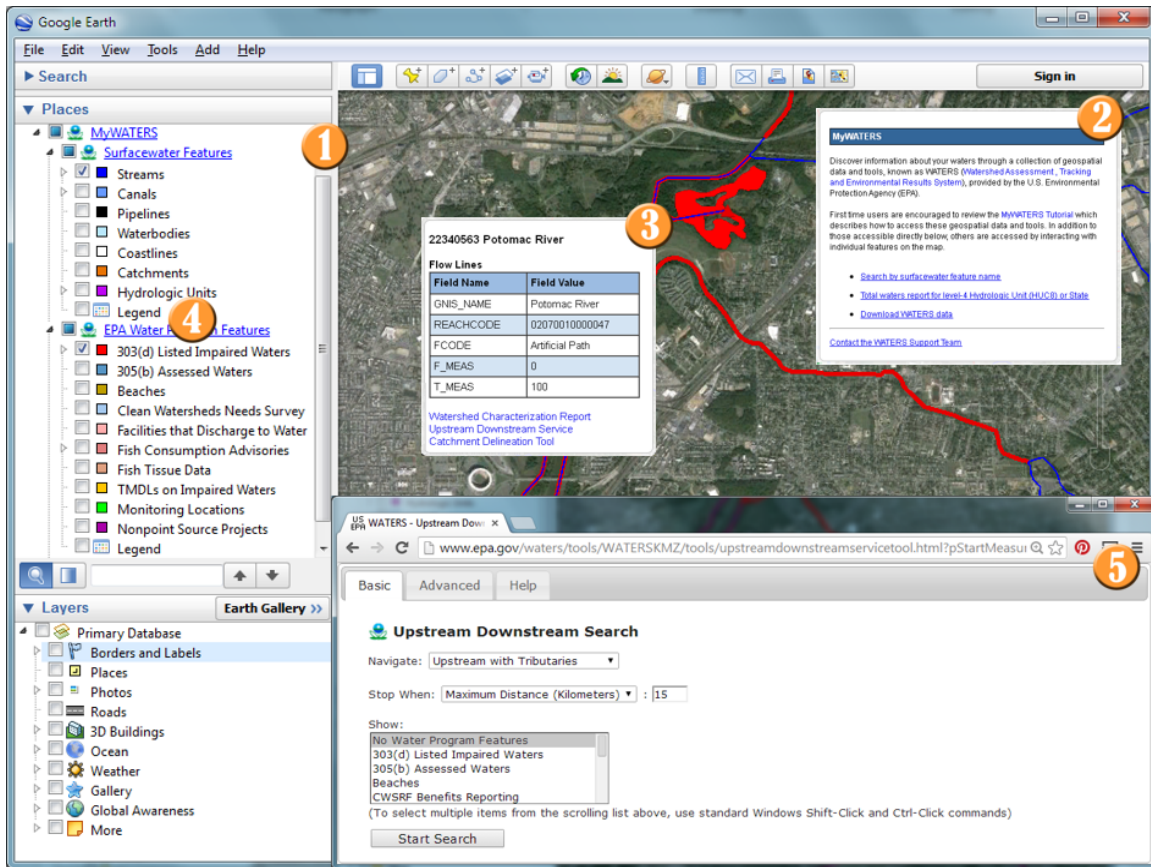 Google Earth
File Edit View Tools Add Help
Search
Sign in
Places
MyWATERS
Surfacewater Features
Streams
Canals
Pipelines
Waterbodies
Coastlines
Catchments
Hydrologic Units
Legend
EPA Water Features
303(d) Listed Impaired Waters
305(b) Assessed Waters
Beaches
Clean Watersheds Needs Survey
Facilities that Discharge to Water
Fish Consumption Advisories
Fish Tissue Data
TMDLs on Impaired Waters
Monitoring Locations
Nonpoint Source Projects
Legend
Layers
Earth Gallery >>
Primary Database
Borders and Labels
Places
Photos
Roads
3D Buildings
Ocean
Weather
Gallery
Global Awareness
More
1
2
MyWATERS
Discover information about your waters through a collection of geospatial
data and tools, known as WATERS (Watershed Assessment, Tracking
and Environmental Results System), provided by the U.S. Environmental
Protection Agency (EPA).
First time users are encouraged to review the MyWATERS Tutorial which
describes how to access these geospatial data and tools. In addition to
those accessible directly below, others are accessed by interacting with
individual features on the map.
Search by surfacewater feature name
Total waters report for level-4 Hydrologic Unit (HUC8) or State
Download WATERS data
Contact the WATERS Support Team
3
22340563 Potomac River
Flow Lines
Field Name Field Value
GNIS_NAME Potomac River
REACHCODE 02070010000047
FCODE Artificial Path
F_MEAS 0
T_MEAS 100
Watershed Characterization Report
Upstream Downstream Service
Catchment Delineation Tool
4
US EPA WATERS - Upstream Down
www.epa.gov/waters/tools/WATERSKMZ/tools/upstreamdownstreamservicetool.html?pStartMeasu
5
Basic Advanced Help
Upstream Downstream Search
Navigate: Upstream with Tributaries
Stop When: Maximum Distance (Kilometers) : 15
Show:
No Water Program Features
303(d) Listed Impaired Waters
305(b) Assessed Waters
Beaches
CWSRF Benefits Reporting
(To select multiple items from the scrolling list above, use standard Windows Shift-Click and Ctrl-Click commands)
Start Search